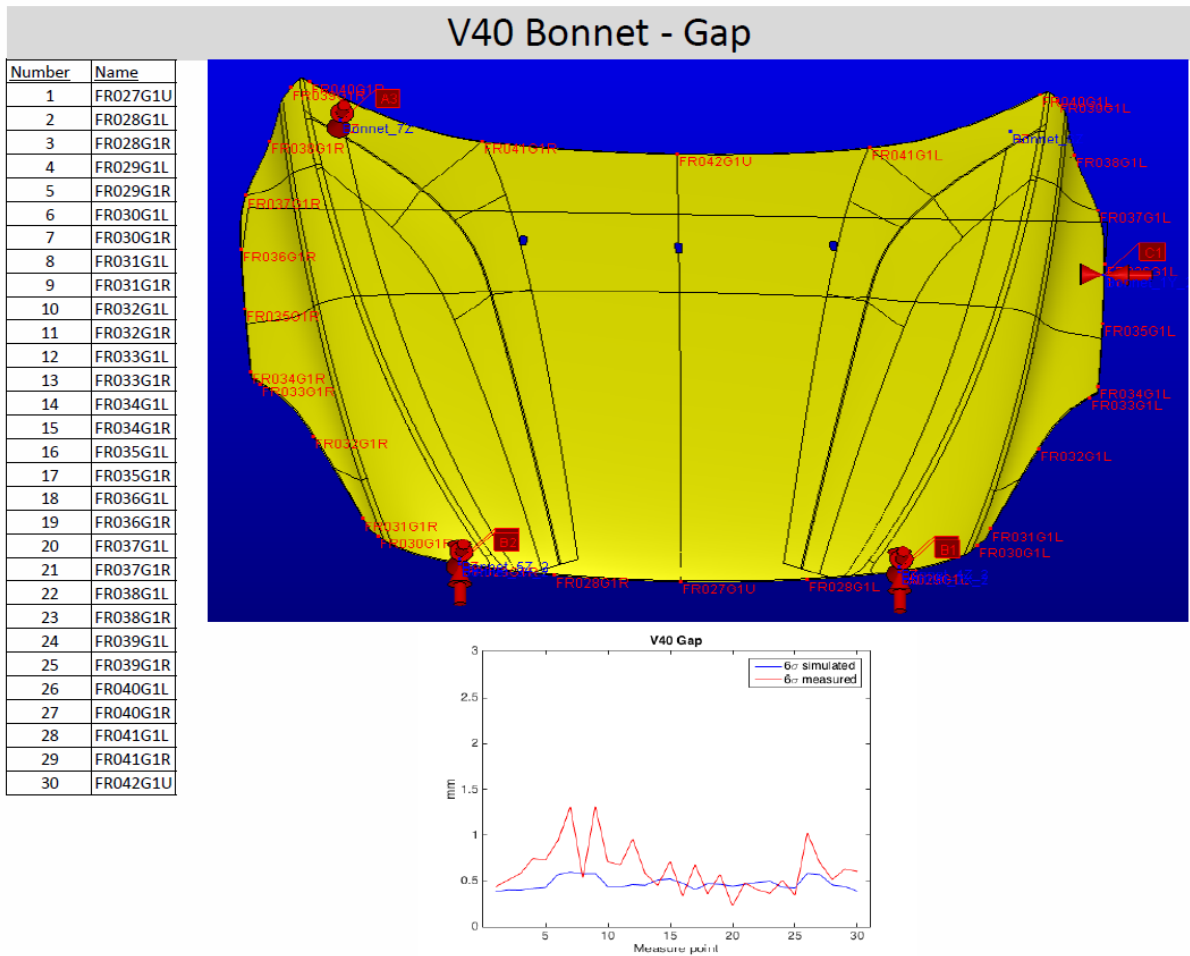 V40 Bonnet - Gap
Number Name
1 FR027G1U
2 FR028G1L
3 FR028G1R
4 FR029G1L
5 FR029G1R
6 FR030G1L
7 FR030G1R
8 FR031G1L
9 FR031G1R
10 FR032G1L
11 FR032G1R
12 FR033G1L
13 FR033G1R
14 FR034G1L
15 FR034G1R
16 FR035G1L
17 FR035G1R
18 FR036G1L
19 FR036G1R
20 FR037G1L
21 FR037G1R
22 FR038G1L
23 FR038G1R
24 FR039G1L
25 FR039G1R
26 FR040G1L
27 FR040G1R
28 FR041G1L
29 FR041G1R
30 FR042G1U
FR040G1R
FR039G1R
A3
Bonnet_7Z
FR038G1R
FR041G1R
FR042G1U
FR041G1L
FR040G1L
FR039G1L
Bonnet_
FR038G1L
FR037G1R
FR037G1L
FR036G1R
C1
FR035G1R
FR035G1L
FR034G1R
FR033G1R
FR034G1L
FR033G1L
FR032G1R
FR032G1L
FR031G1R
FR030G1R
B2
B1
FR031G1L
FR030G1L
FR028G1R
FR027G1U
FR028G1L
FR029G1L
V40 Gap
6σ simulated
6σ measured
3
2.5
2
1.5
1
0.5
0
mm
5 10 15 20 25 30
Measure point